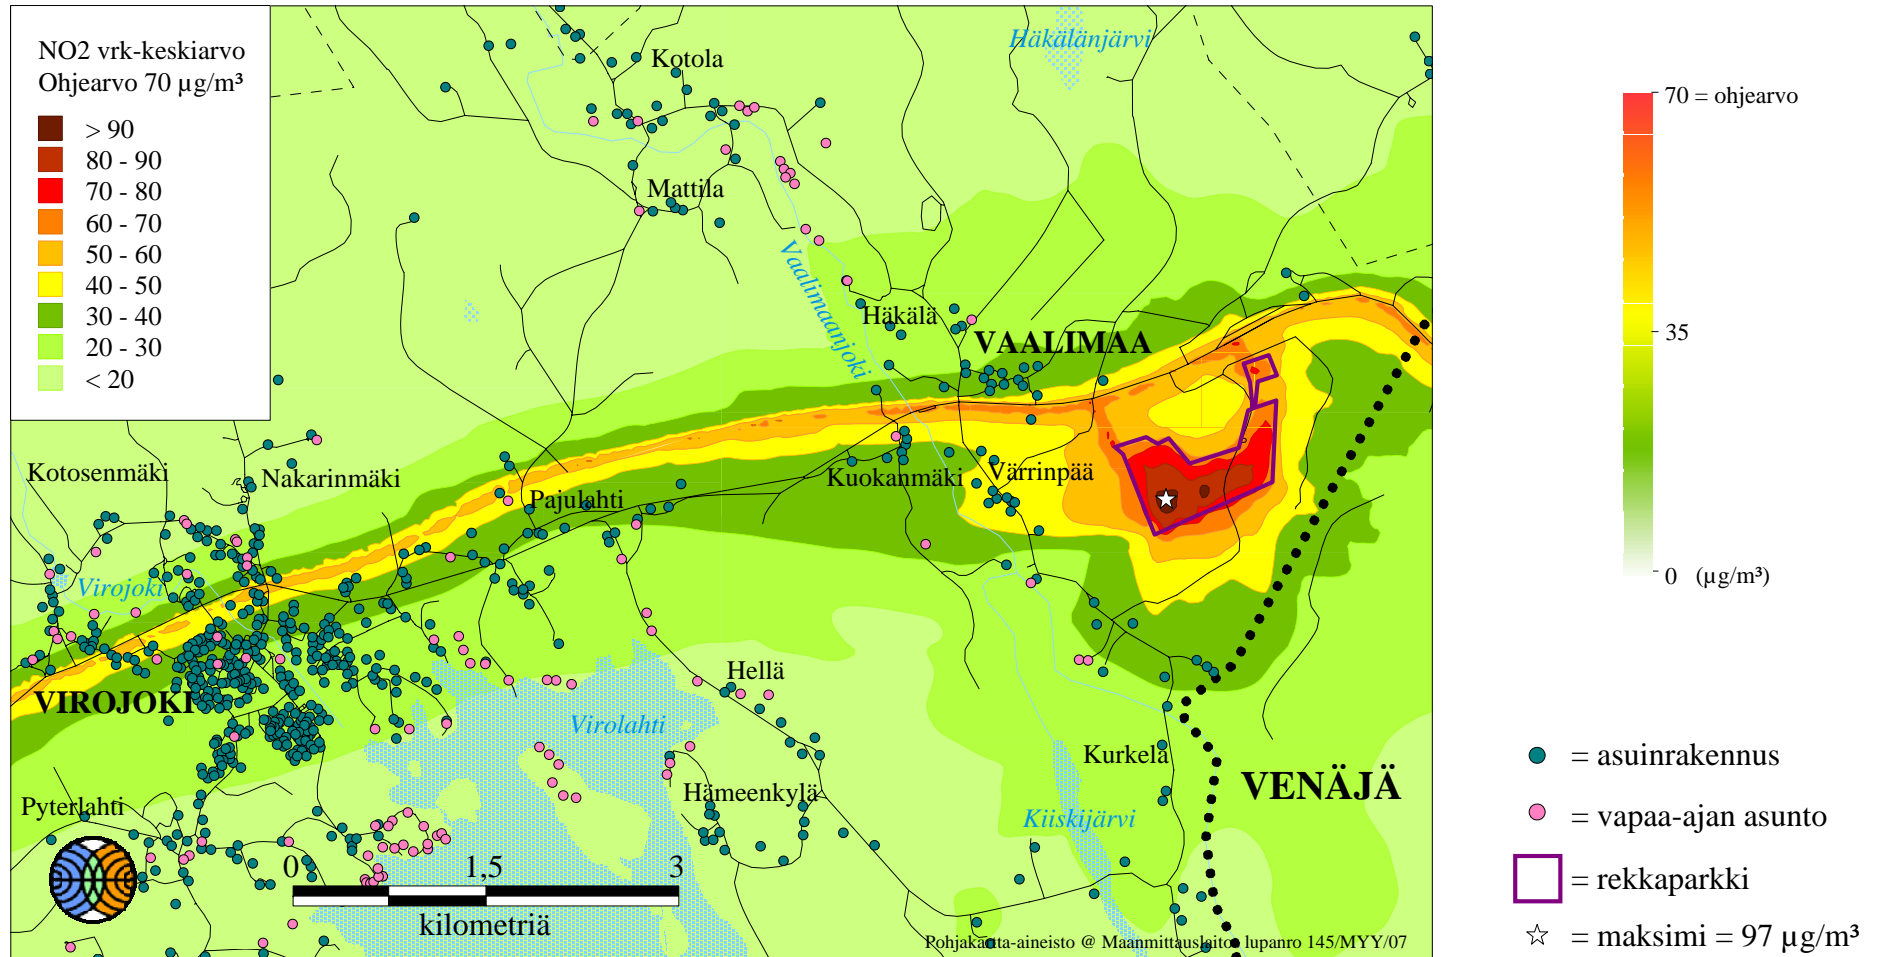 NO2 vrk-keskiarvo
Ohjearvo 70 µg/m³
> 90
80 - 90
70 - 80
60 - 70
50 - 60
40 - 50
30 - 40
20 - 30
< 20
Kotola
Häkälänjärvi
Mattila
Vaalimaanjoki
Häkälä
VAALIMAA
Kotosenmäki
Nakarinmäki
Pajulahti
Kuokanmäki
Värrinpää
Virojoki
VIROJOKI
Hellä
Virolahti
Kurkela
VENÄJÄ
Pyterlahti
Hämeenkylä
Kiiskijärvi
0 1,5 3
kilometriä
Pohjakartta-aineisto @ Maanmittauslaitos lupanro 145/MYY/07
70 = ohjearvo
35
0 (µg/m³)
= asuinrakennus
= vapaa-ajan asunto
= rekkaparkki
= maksimi = 97 µg/m³